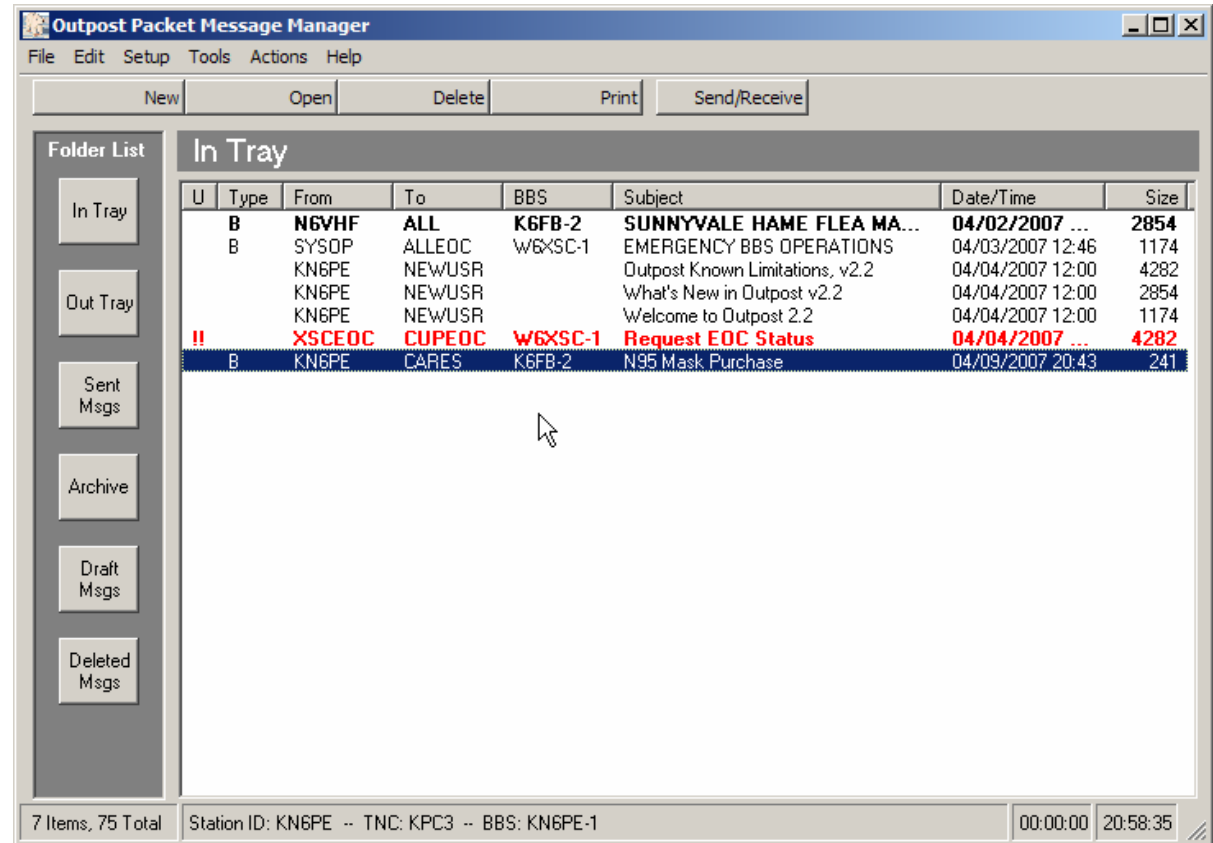 Outpost Packet Message Manager
File Edit Setup Tools Actions Help
New Open Delete Print Send/Receive
Folder List
In Tray
Out Tray
Sent
Msgs
Archive
Draft
Msgs
Deleted
Msgs
In Tray
U Type From To BBS Subject Date/Time Size
B N6VHF ALL K6FB-2 SUNNYVALE HAME FLEA MA... 04/02/2007 ... 2854
B SYSOP ALLEOC W6XSC-1 EMERGENCY BBS OPERATIONS 04/03/2007 12:46 1174
KN6PE NEWUSR Outpost Known Limitations, v2.2 04/04/2007 12:00 4282
KN6PE NEWUSR What's New in Outpost v2.2 04/04/2007 12:00 2854
KN6PE NEWUSR Welcome to Outpost 2.2 04/04/2007 12:00 1174
!! XSCEOC CUPEOC W6XSC-1 Request EOC Status 04/04/2007 ... 4282
B KN6PE CARES K6FB-2 N95 Mask Purchase 04/09/2007 20:43 241
7 Items, 75 Total Station ID: KN6PE -- TNC: KPC3 -- BBS: KN6PE-1 00:00:00 20:58:35